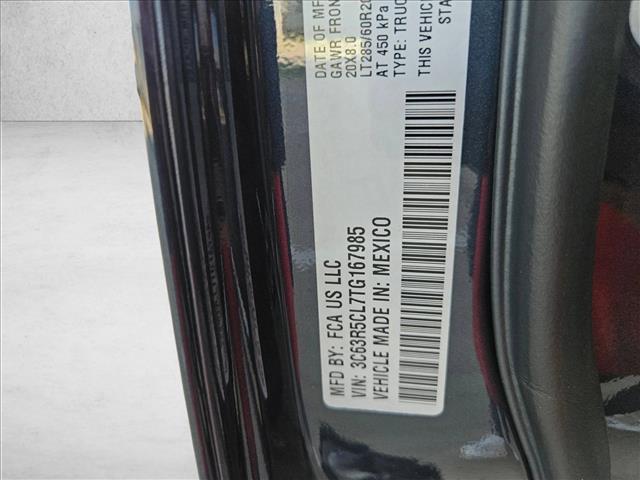 MFD BY: FCA US LLC
DATE OF MF
VIN: 3C63R5CL7TG167985
GAWR FRON
VEHICLE MADE IN: MEXICO
20X8.0
LT285/60R20
AT 450 kPa
TYPE: TRUC
THIS VEHICLE
STA